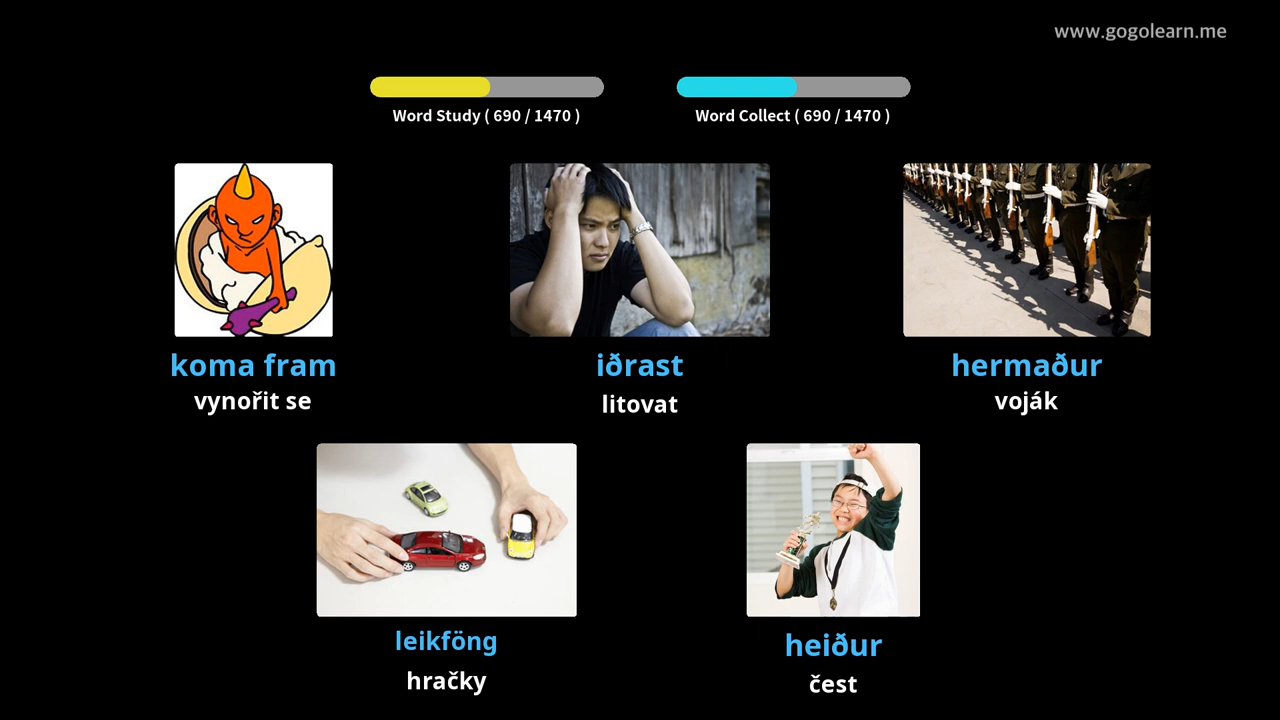 www.gogolearn.me
Word Study ( 690 / 1470 )
Word Collect ( 690 / 1470 )
koma fram
vynořit se
iðrast
litovat
hermaður
voják
leikföng
hračky
heiður
čest